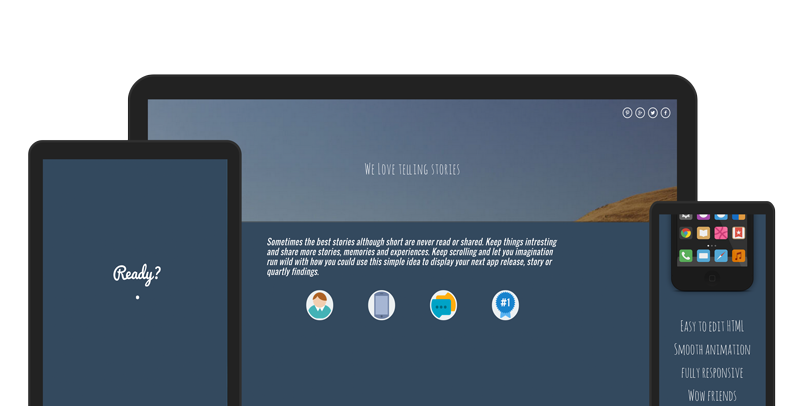 We Love telling stories
Sometimes the best stories although short are never read or shared. Keep things intresting
and share more stories, memories and experiences. Keep scrolling and let you imagination
run wild with how you could use this simple idea to display your next app release, story or
quartly findings.
#1
Ready?
Easy to edit HTML
Smooth animation
fully responsive
Wow friends